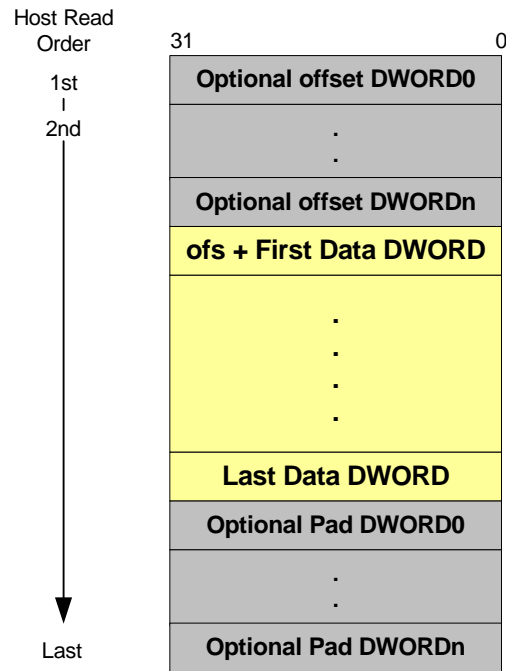 Host Read
Order
31
0
1st
2nd
Optional offset DWORD0
.
.
Optional offset DWORDn
ofs + First Data DWORD
.
.
.
.
Last Data DWORD
Optional Pad DWORD0
.
.
Last
Optional Pad DWORDn